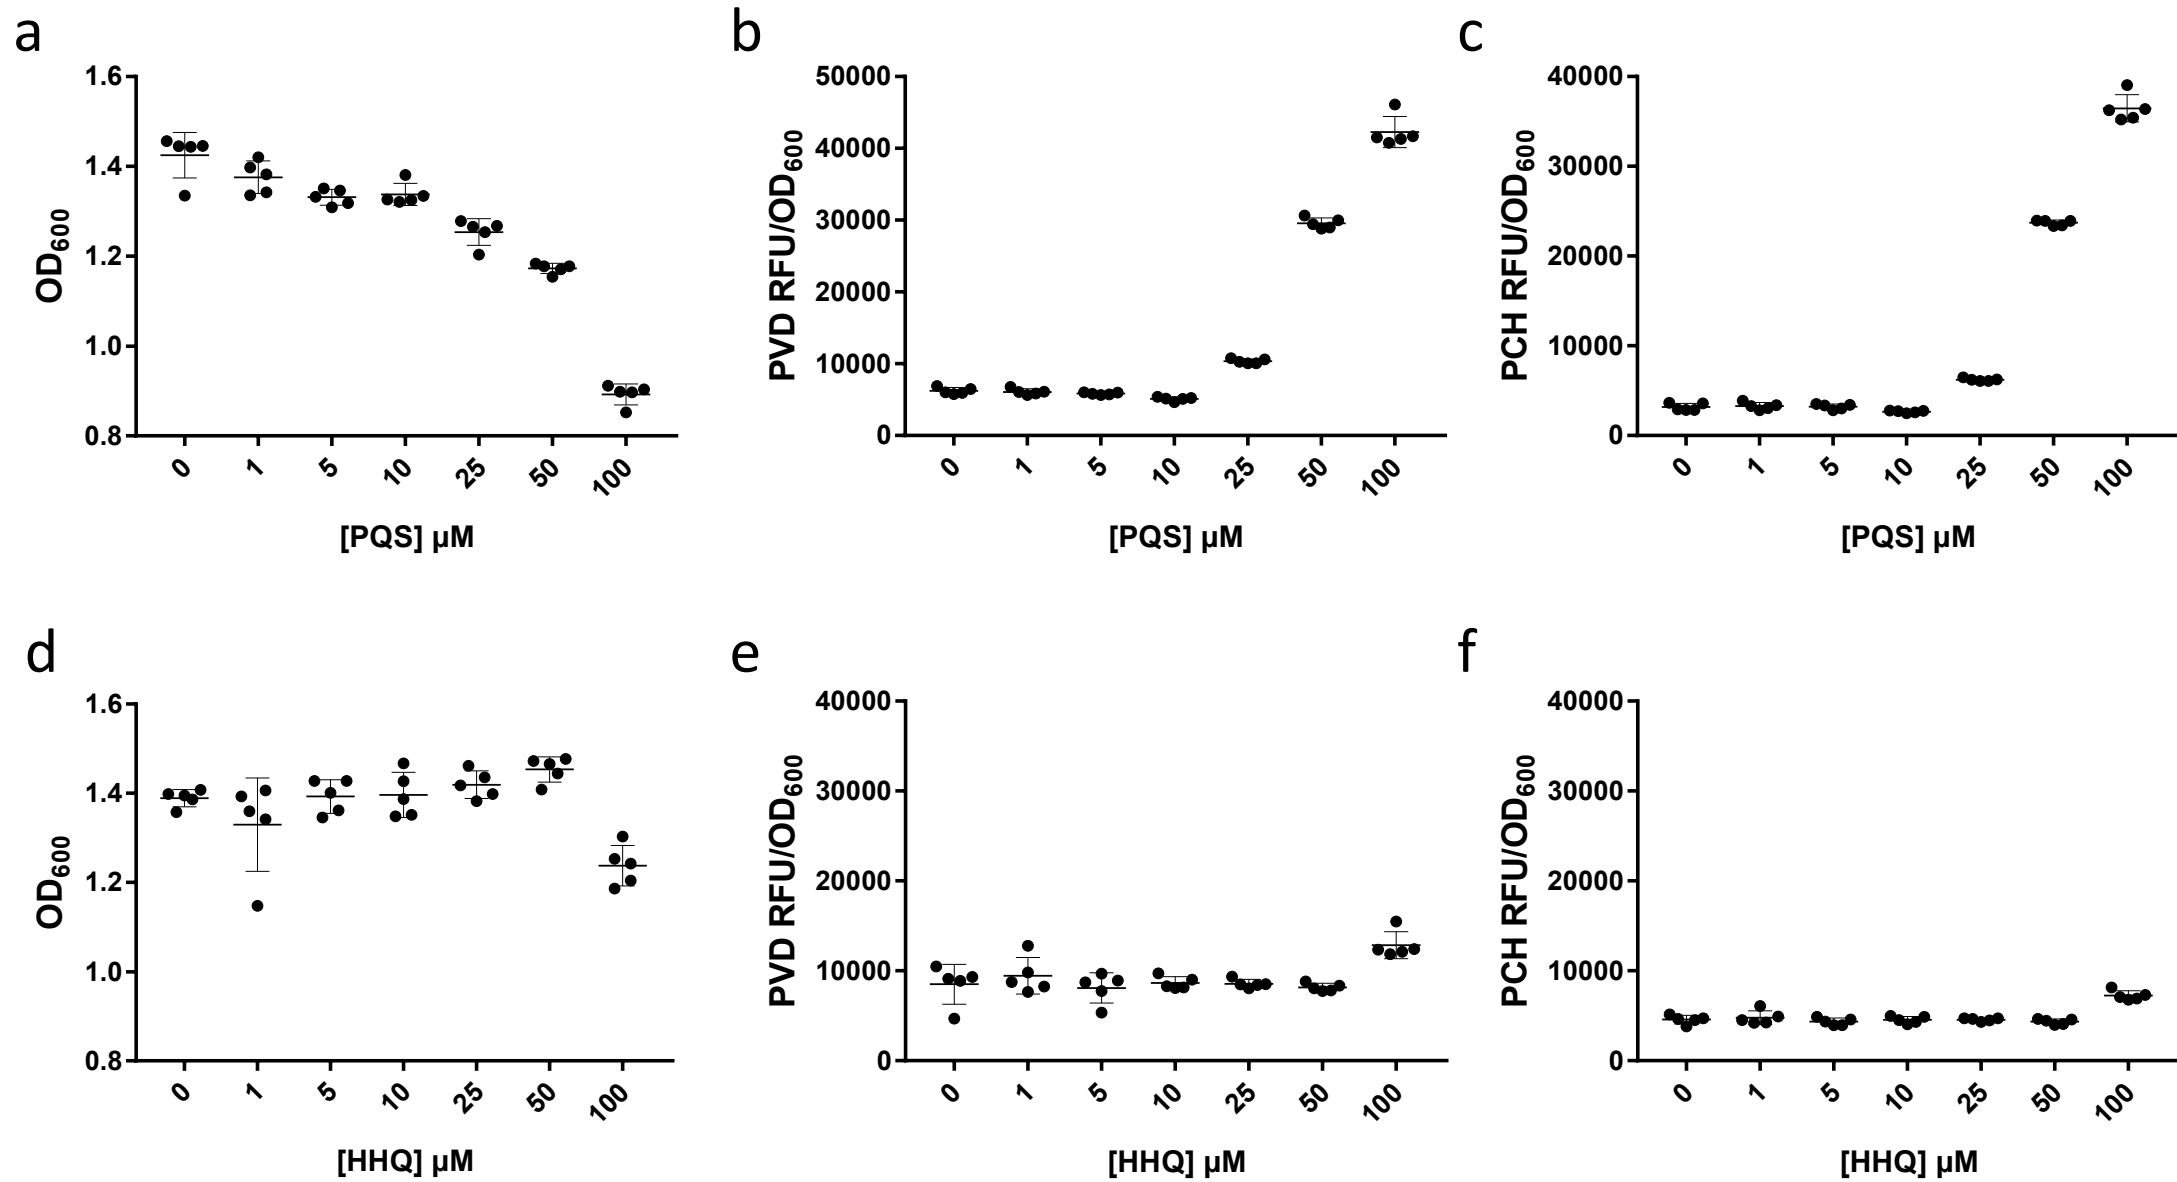 a
1.6
1.4
1.2
1.0
0.8
OD600
0 1 5 10 25 50 100
[PQS] µM
b
50000
40000
30000
20000
10000
0
PVD RFU/OD600
0 1 5 10 25 50 100
[PQS] µM
c
40000
30000
20000
10000
0
PCH RFU/OD600
0 1 5 10 25 50 100
[PQS] µM
d
1.6
1.4
1.2
1.0
0.8
OD600
0 1 5 10 25 50 100
[HHQ] µM
e
40000
30000
20000
10000
0
PVD RFU/OD600
0 1 5 10 25 50 100
[HHQ] µM
f
40000
30000
20000
10000
0
PCH RFU/OD600
0 1 5 10 25 50 100
[HHQ] µM